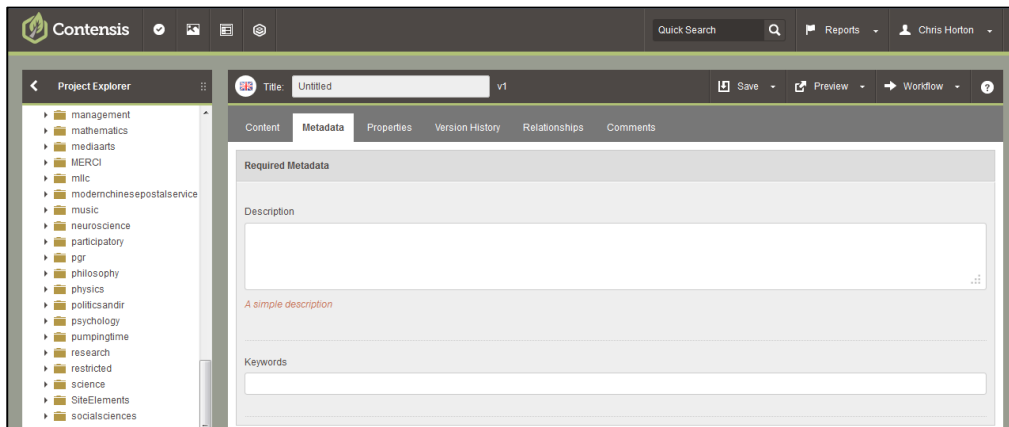 Contensis
Quick Search
Reports
Chris Horton
Project Explorer
Title: Untitled v1
Save
Preview
Workflow
?
management
mathematics
mediaarts
MERCI
mllc
modernchinesepostalservice
music
neuroscience
participatory
pgr
philosophy
physics
politicsandir
psychology
pumpingtime
research
restricted
science
SiteElements
socialsciences
Content Metadata Properties Version History Relationships Comments
Required Metadata
Description
A simple description
Keywords